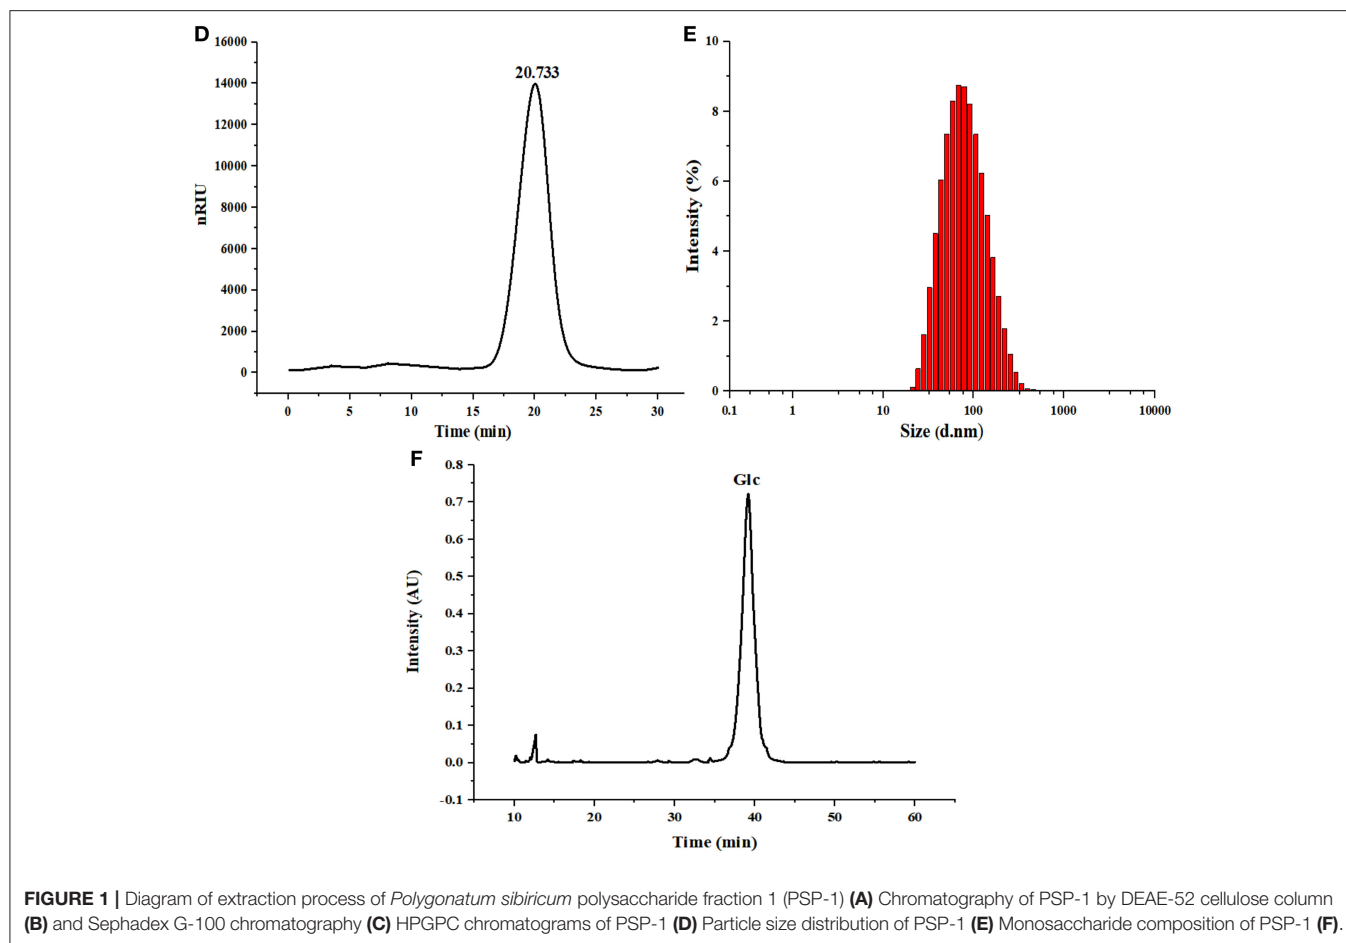 D
16000
14000
12000
10000
8000
6000
4000
2000
0
nRIU
20.733
0 5 10 15 20 25 30
Time (min)
E
10
8
6
4
2
0
Intensity (%)
0.1 1 10 100 1000 10000
Size (d.nm)
F
0.8
0.7
0.6
0.5
0.4
0.3
0.2
0.1
0.0
-0.1
Intensity (AU)
Glc
10 20 30 40 50 60
Time (min)
FIGURE 1 | Diagram of extraction process of Polygonatum sibiricum polysaccharide fraction 1 (PSP-1) (A) Chromatography of PSP-1 by DEAE-52 cellulose column
(B) and Sephadex G-100 chromatography (C) HPGPC chromatograms of PSP-1 (D) Particle size distribution of PSP-1 (E) Monosaccharide composition of PSP-1 (F).